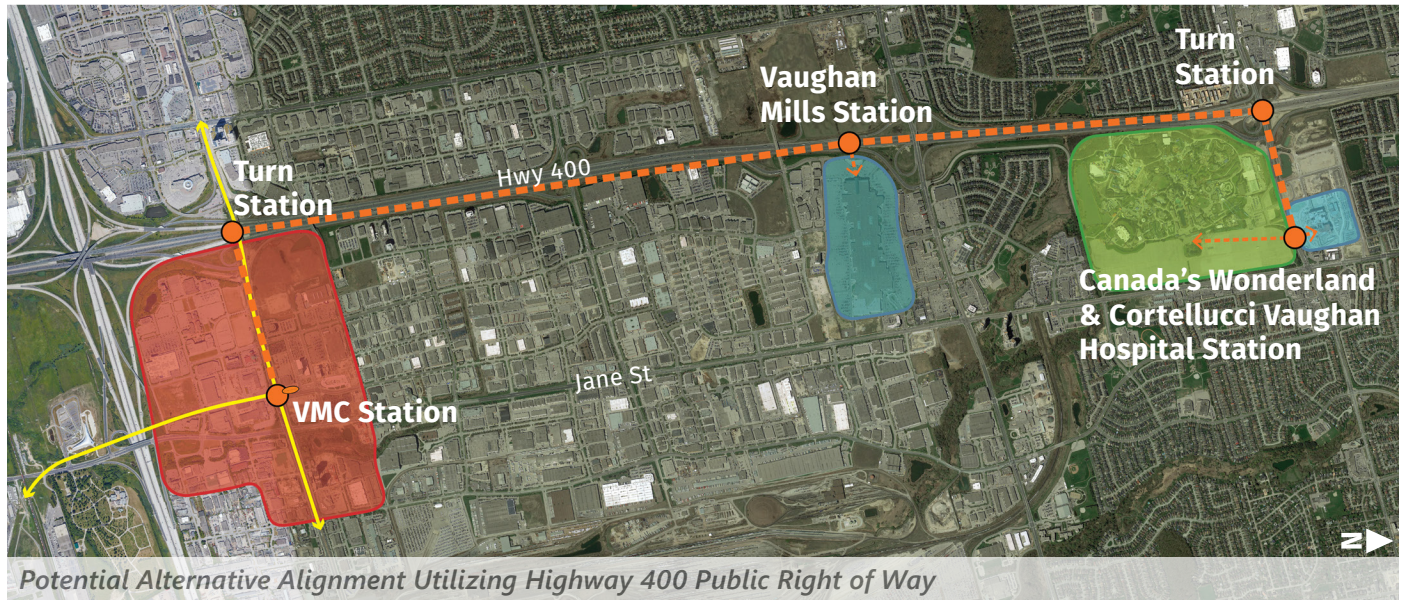 Turn
Station
Vaughan
Mills Station
Hwy 400
Turn
Station
Canada's Wonderland
& Cortellucci Vaughan
Hospital Station
Jane St
VMC Station
N
Potential Alternative Alignment Utilizing Highway 400 Public Right of Way